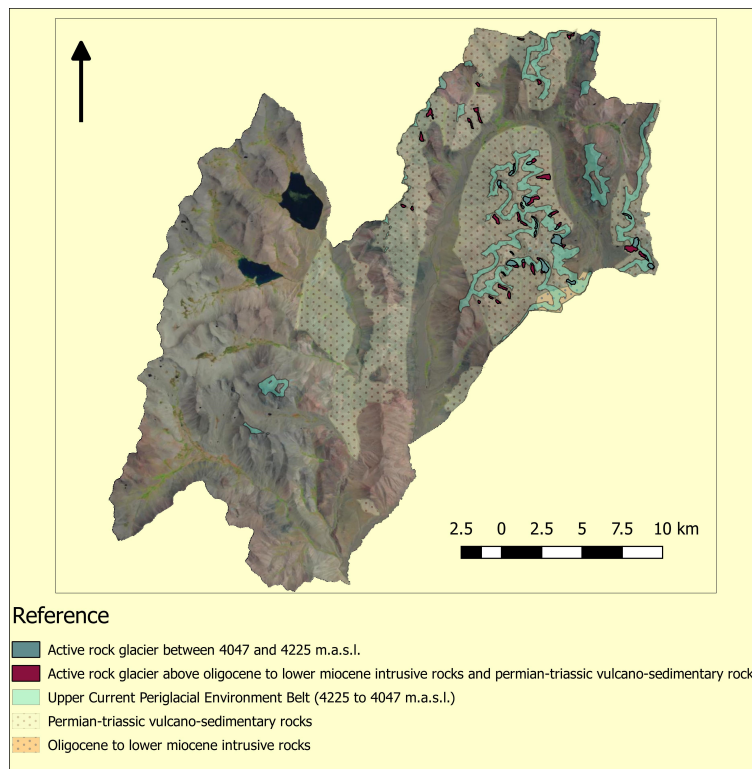 2.5 0 2.5 5 7.5 10 km
Reference
Active rock glacier between 4047 and 4225 m.a.s.l.
Active rock glacier above oligocene to lower miocene intrusive rocks and permian-triassic vulcano-sedimentary rock
Upper Current Periglacial Environment Belt (4225 to 4047 m.a.s.l.)
Permian-triassic vulcano-sedimentary rocks
Oligocene to lower miocene intrusive rocks